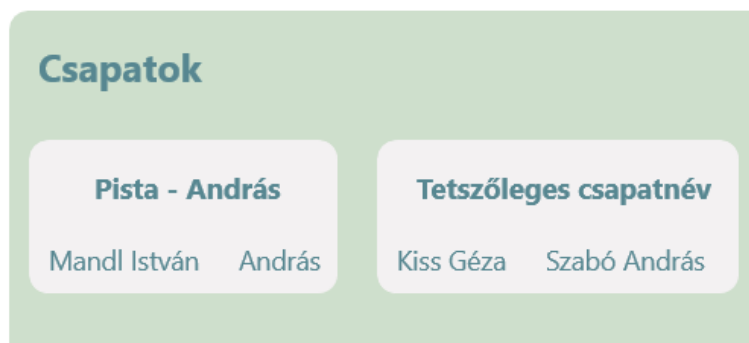 Csapatok
Pista - András
Mandl István András
Tetszőleges csapatnév
Kiss Géza Szabó András